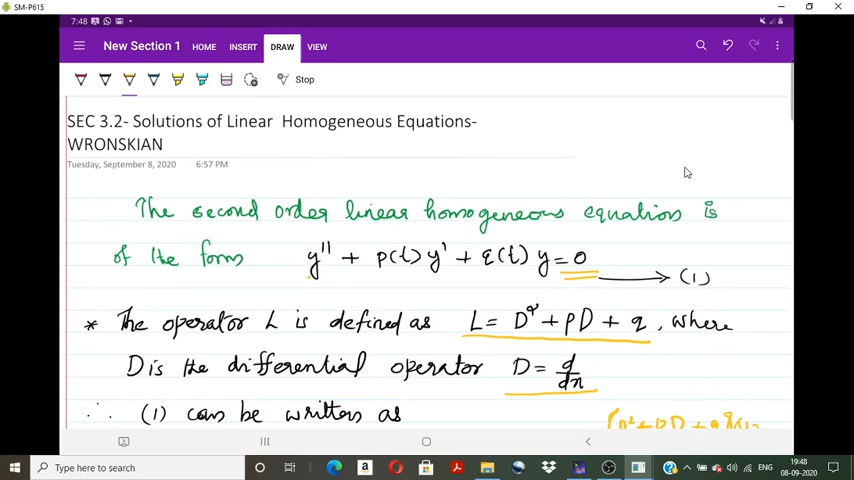 SM-P615
7:48
New Section 1 HOME INSERT DRAW VIEW
Stop
SEC 3.2- Solutions of Linear Homogeneous Equations-
WRONSKIAN
Tuesday, September 8, 2020 6:57 PM
The second order linear homogeneous equations is
of the form y'' + p(t) y' + q(t) y = 0 → (1)
* The operator L is defined as L = D² + pD + q, where
D is the differential operator D = d/dx
∴ (1) can be written as
Type here to search
ENG
19:48
08-09-2020